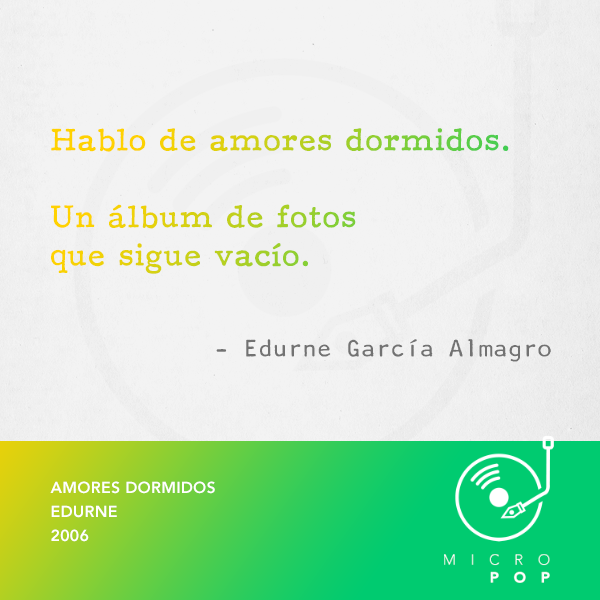 Hablo de amores dormidos.
Un álbum de fotos
que sigue vacío.
– Edurne García Almagro
AMORES DORMIDOS
EDURNE
2006
MICRO
POP